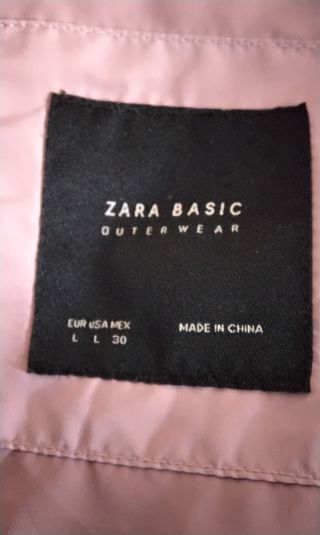 ZARA BASIC
OUTERWEAR
EUR USA MEX
L L 30
MADE IN CHINA